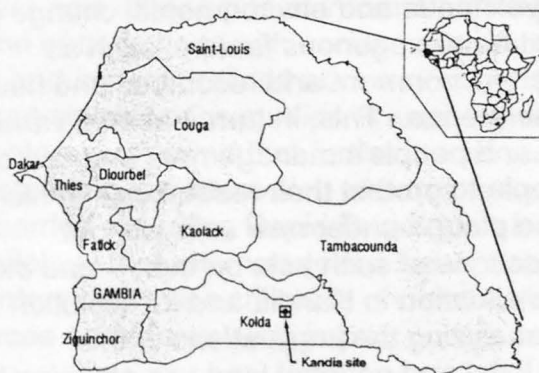 Saint-Louis
Louga
Dakar
Thies
Diourbel
Fatick
Kaolack
Tambacounda
GAMBIA
Kolda
Ziguinchor
Kandia site